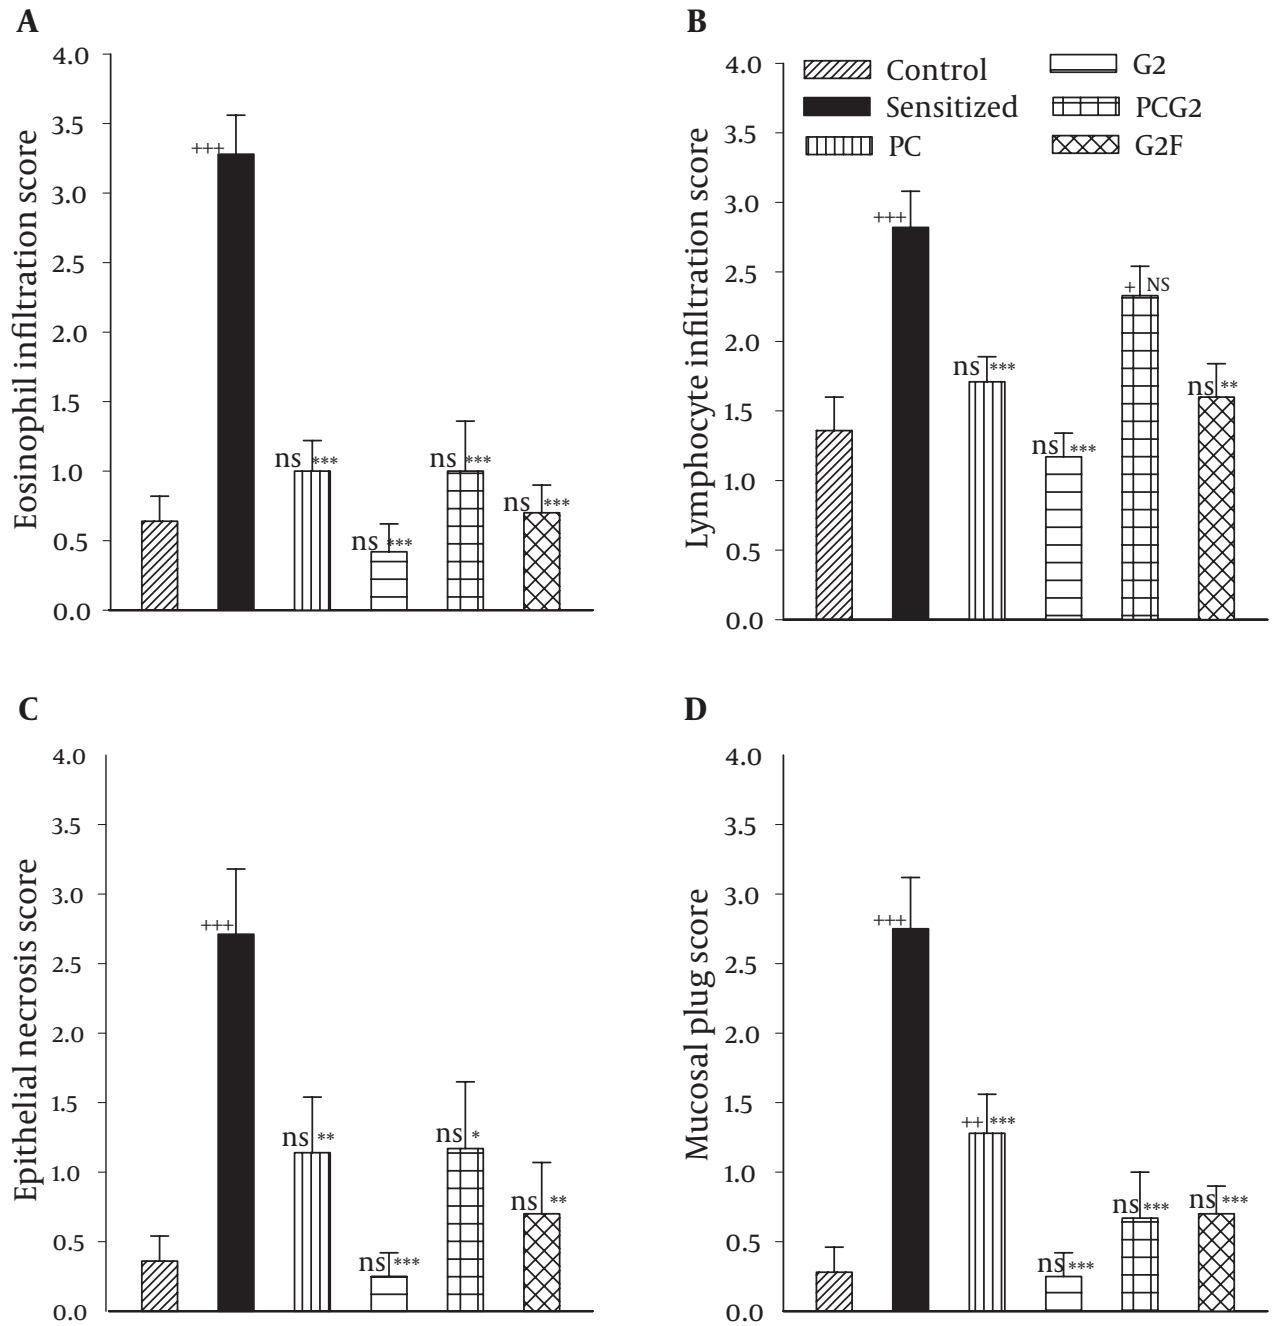 A
Eosinophil infiltration score
4.0
3.5
3.0
2.5
2.0
1.5
1.0
0.5
0.0
+++
ns ***
ns ***
ns ***
ns ***
B
Lymphocyte infiltration score
4.0
3.5
3.0
2.5
2.0
1.5
1.0
0.5
0.0
Control
Sensitized
PC
G2
PCG2
G2F
+++
ns ***
ns ***
+ NS
ns **
C
Epithelial necrosis score
4.0
3.5
3.0
2.5
2.0
1.5
1.0
0.5
0.0
+++
ns **
ns ***
ns *
ns **
D
Mucosal plug score
4.0
3.5
3.0
2.5
2.0
1.5
1.0
0.5
0.0
+++
++ ***
ns ***
ns ***
ns ***